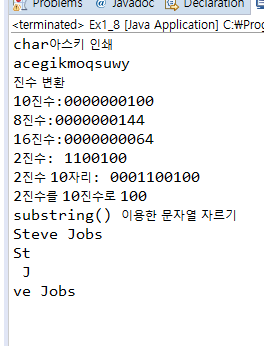 Problems @ Javadoc Declaration
<terminated> Ex1_8 [Java Application] C:₩Prog
char아스키 인쇄
acegikmoqsuwy
진수 변환
10진수:0000000100
8진수:0000000144
16진수:0000000064
2진수: 1100100
2진수 10자리: 0001100100
2진수를 10진수로 100
substring() 이용한 문자열 자르기
Steve Jobs
St
J
ve Jobs